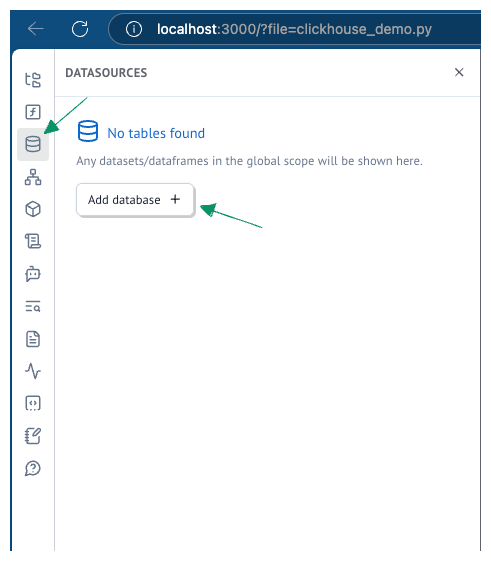 localhost:3000/?file=clickhouse_demo.py
DATASOURCES
No tables found
Any datasets/dataframes in the global scope will be shown here.
Add database +